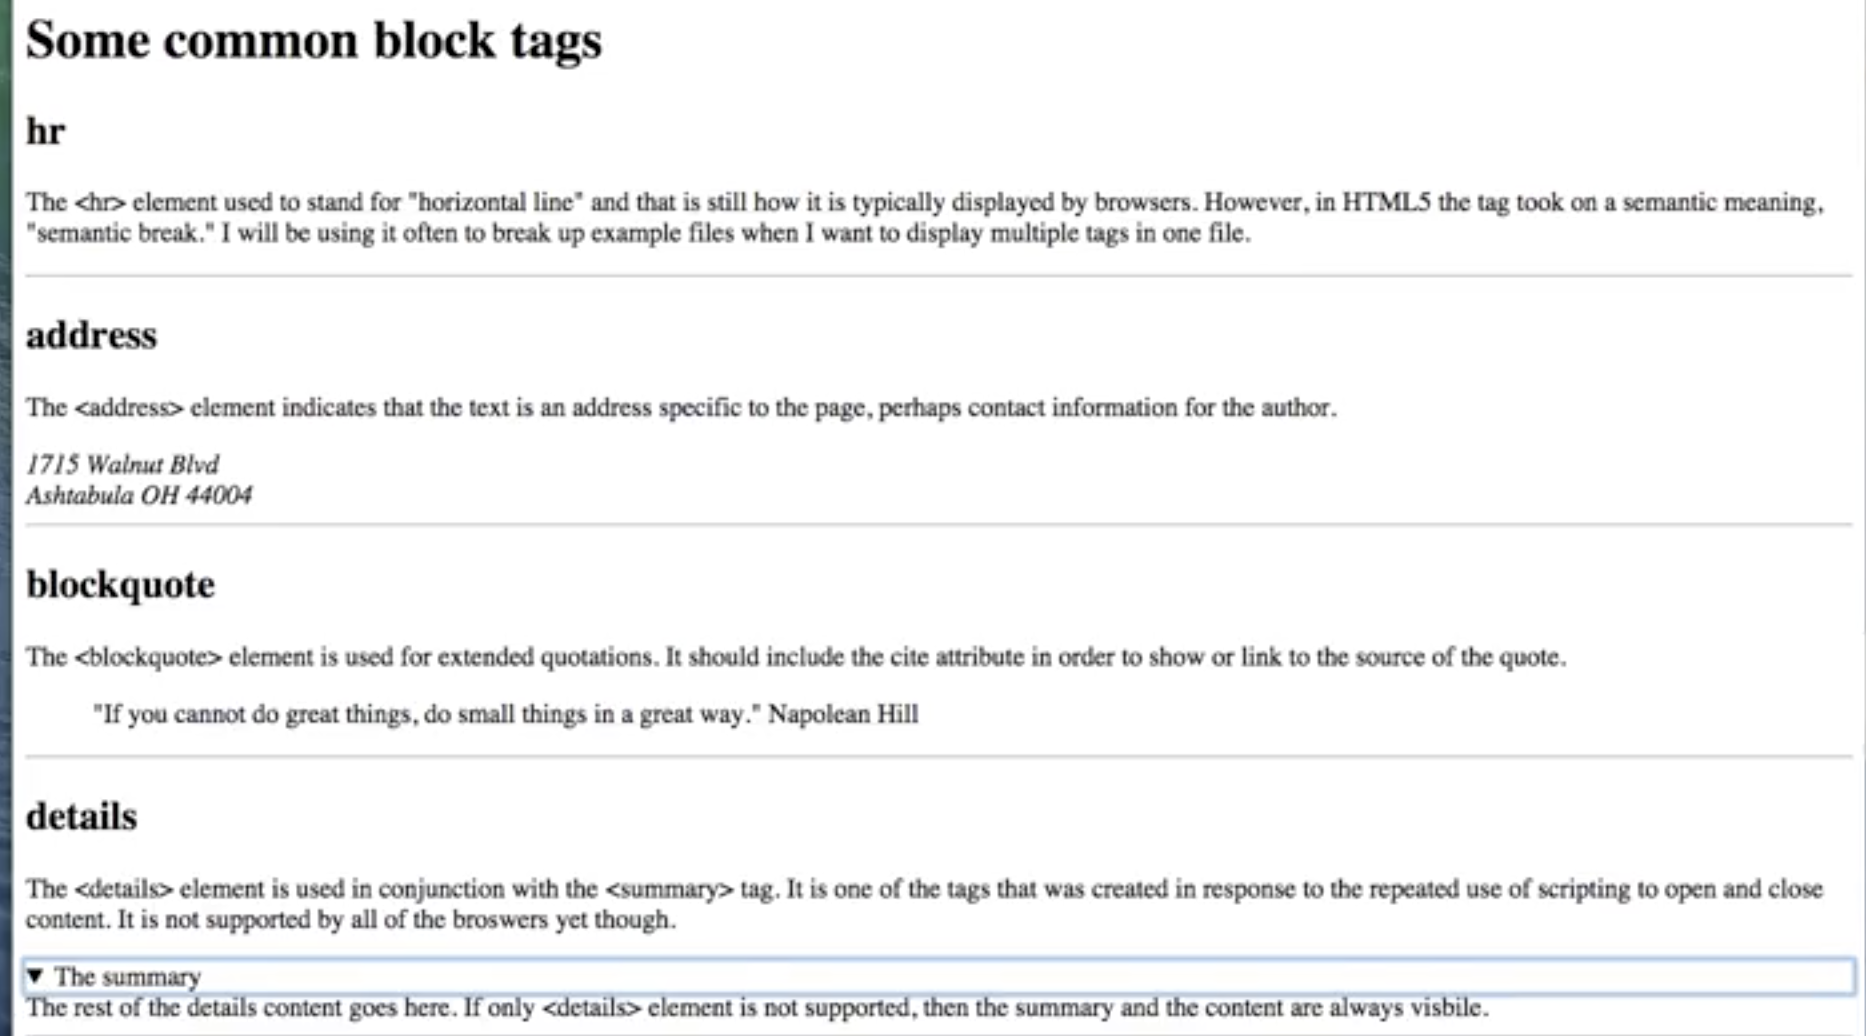 Some common block tags
hr
The <hr> element used to stand for "horizontal line" and that is still how it is typically displayed by browsers. However, in HTML5 the tag took on a semantic meaning,
"semantic break." I will be using it often to break up example files when I want to display multiple tags in one file.
address
The <address> element indicates that the text is an address specific to the page, perhaps contact information for the author.
1715 Walnut Blvd
Ashtabula OH 44004
blockquote
The <blockquote> element is used for extended quotations. It should include the cite attribute in order to show or link to the source of the quote.
"If you cannot do great things, do small things in a great way." Napolean Hill
details
The <details> element is used in conjunction with the <summary> tag. It is one of the tags that was created in response to the repeated use of scripting to open and close
content. It is not supported by all of the broswers yet though.
▼ The summary
The rest of the details content goes here. If only <details> element is not supported, then the summary and the content are always visbile.